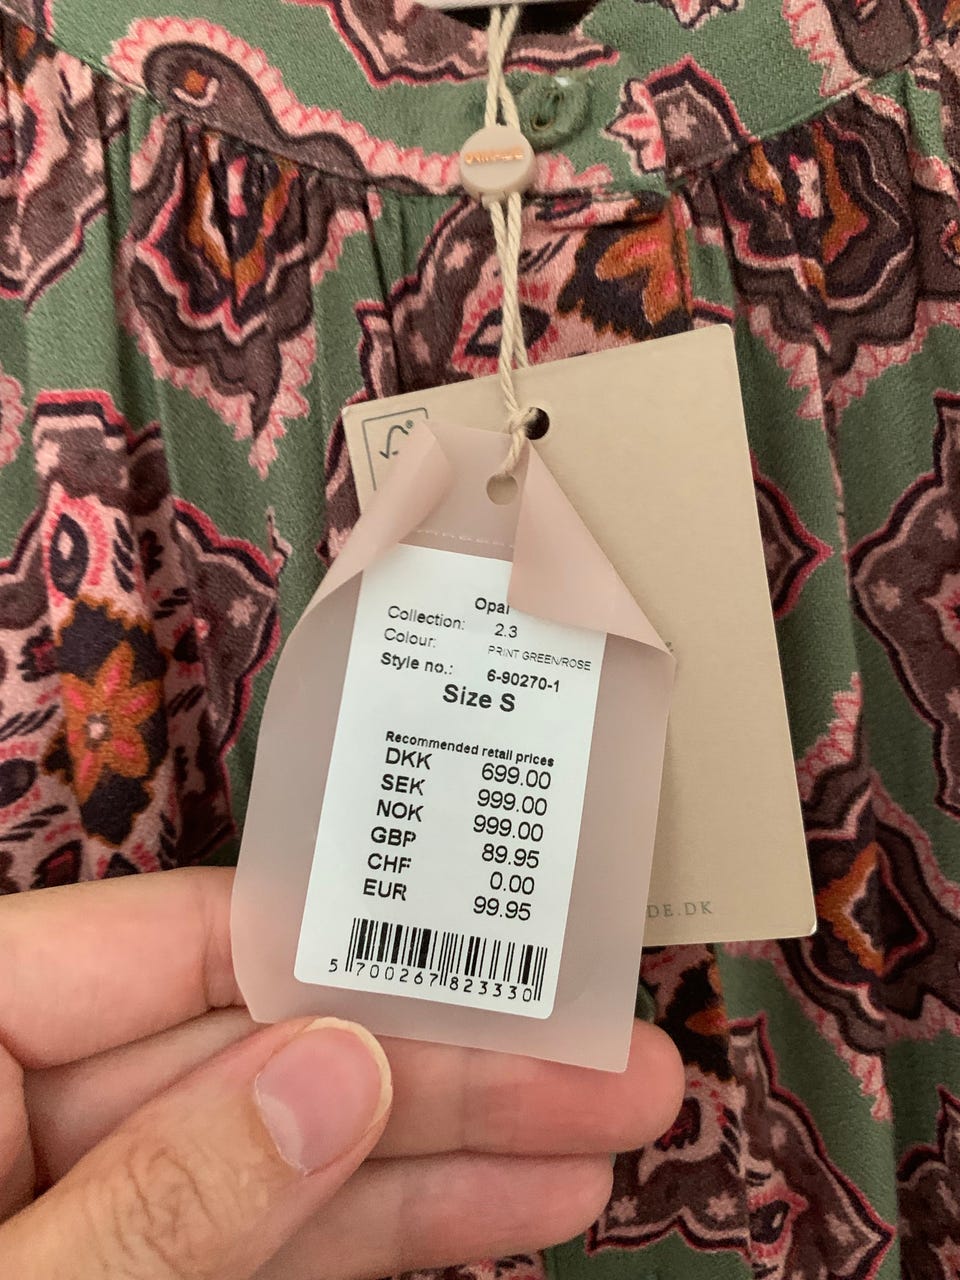 Opal
Collection: 2.3
Colour: PRINT GREEN/ROSE
Style no.: 6-90270-1
Size S
Recommended retail prices
DKK 699.00
SEK 999.00
NOK 999.00
GBP 89.95
CHF 0.00
EUR 99.95
5 700267 823330
DE.DK